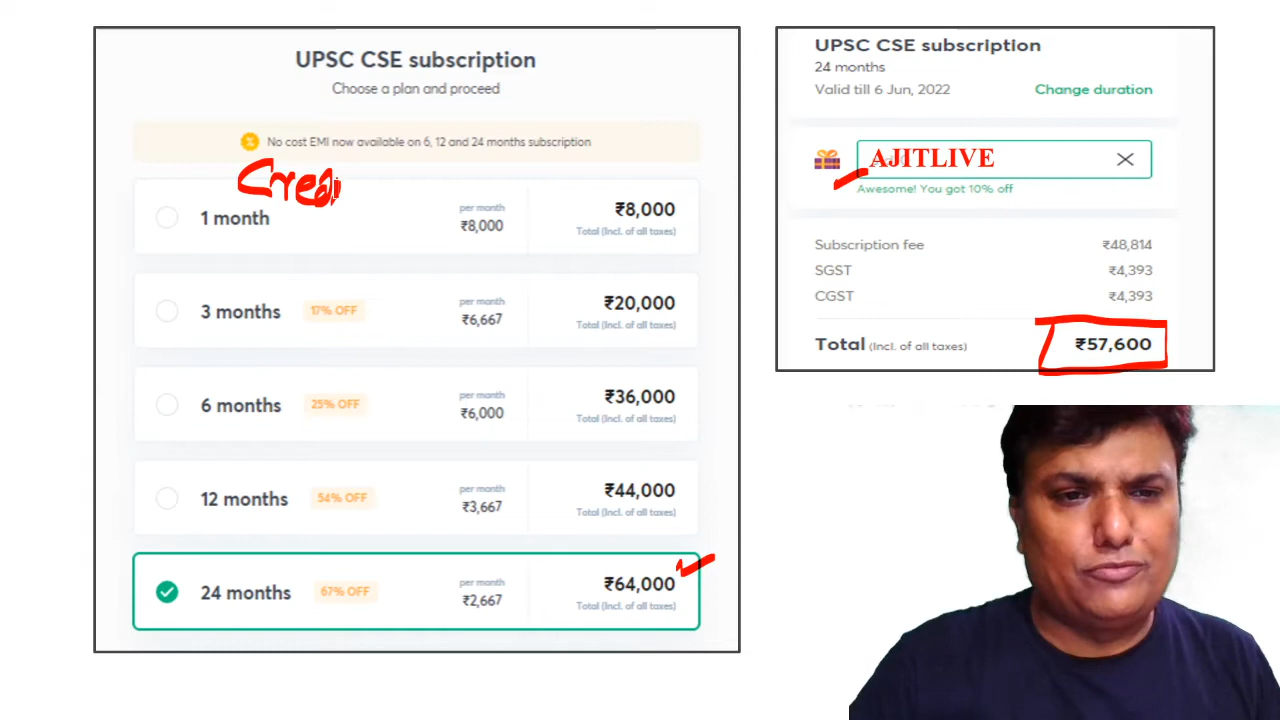 UPSC CSE subscription
Choose a plan and proceed
No cost EMI now available on 6, 12 and 24 months subscription
1 month
per month
₹8,000
₹8,000
Total (Incl. of all taxes)
3 months
17% OFF
per month
₹6,667
₹20,000
Total (Incl. of all taxes)
6 months
25% OFF
per month
₹6,000
₹36,000
Total (Incl. of all taxes)
12 months
54% OFF
per month
₹3,667
₹44,000
Total (Incl. of all taxes)
24 months
67% OFF
per month
₹2,667
₹64,000
Total (Incl. of all taxes)
UPSC CSE subscription
24 months
Valid till 6 Jun, 2022
Change duration
AJITLIVE
Awesome! You got 10% off
Subscription fee
₹48,814
SGST
₹4,393
CGST
₹4,393
Total (Incl. of all taxes)
₹57,600